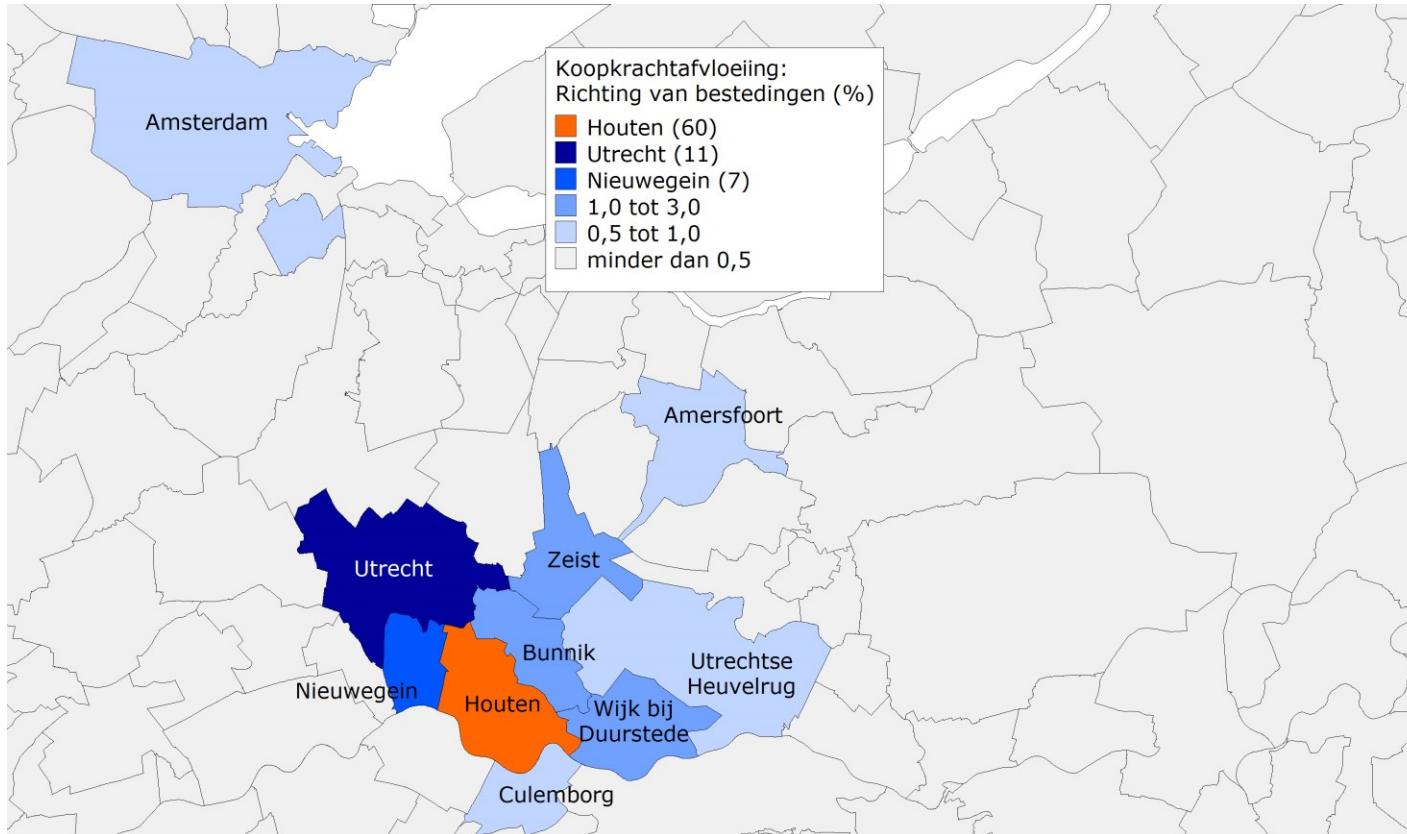 Koopkrachtafvloeiing:
Richting van bestedingen (%)
Houten (60)
Utrecht (11)
Nieuwegein (7)
1,0 tot 3,0
0,5 tot 1,0
minder dan 0,5
Amsterdam
Amersfoort
Zeist
Utrecht
Bunnik
Utrechtse
Heuvelrug
Nieuwegein
Houten
Wijk bij
Duurstede
Culemborg